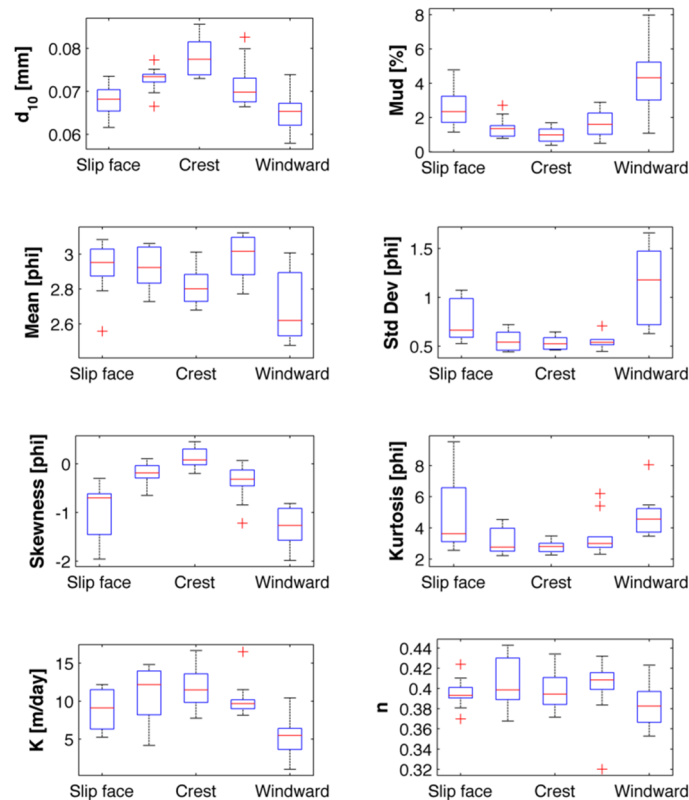 d10 [mm]
0.08
0.07
0.06
Slip face Crest Windward
Mud [%]
8
6
4
2
0
Slip face Crest Windward
Mean [phi]
3
2.8
2.6
Slip face Crest Windward
Std Dev [phi]
1.5
1
0.5
Slip face Crest Windward
Skewness [phi]
0
-1
-2
Slip face Crest Windward
Kurtosis [phi]
8
6
4
2
Slip face Crest Windward
K [m/day]
15
10
5
Slip face Crest Windward
n
0.44
0.42
0.4
0.38
0.36
0.34
0.32
Slip face Crest Windward